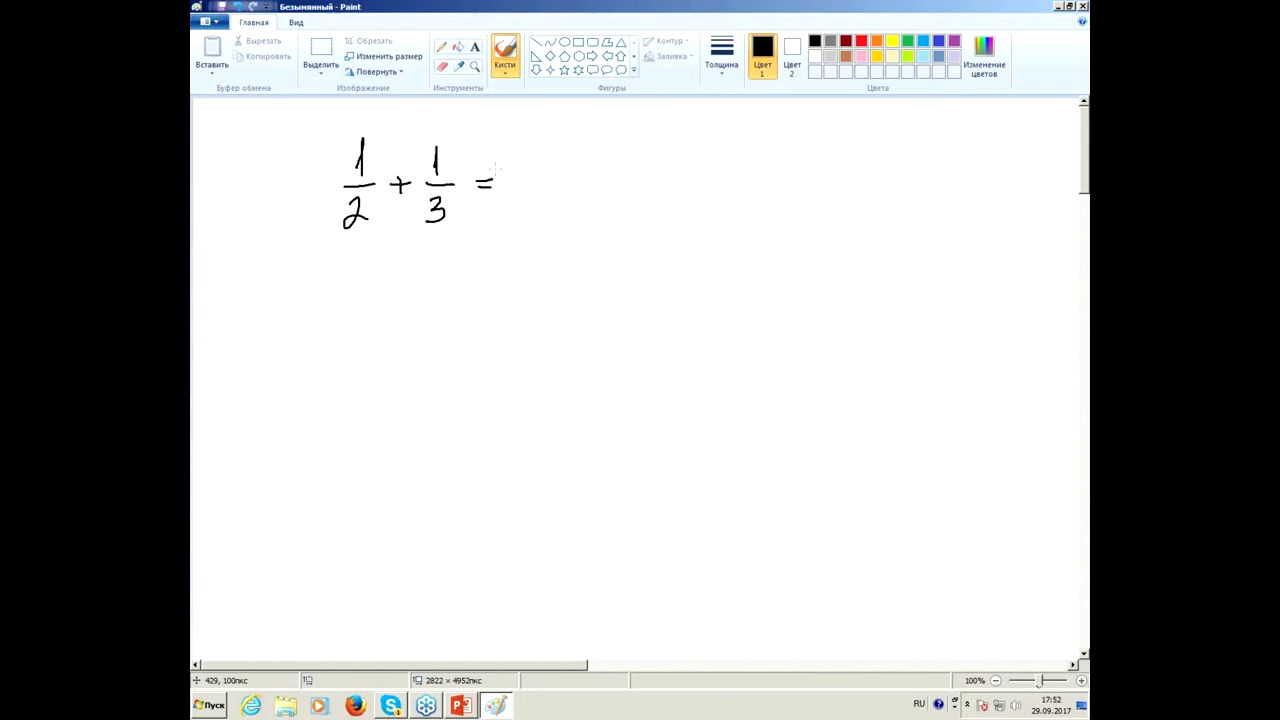 Безымянный - Paint
Главная Вид
Вставить
Вырезать
Копировать
Буфер обмена
Выделить
Обрезать
Изменить размер
Повернуть
Изображение
A
Инструменты
Кисти
Контур
Заливка
Фигуры
Толщина
Цвет 1
Цвет 2
Изменение цветов
Цвета
1/2 + 1/3 =
429, 100пкс
2822 × 4952пкс
100%
Пуск
RU
17:52
29.09.2017